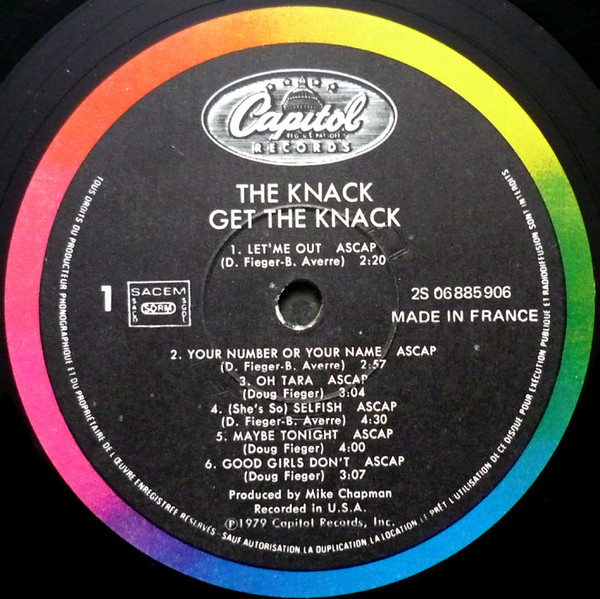 Capitol
REG. U.S. PAT. OFF.
RECORDS
THE KNACK
GET THE KNACK
1. LET'ME OUT ASCAP
(D. Fieger-B. Averre) 2:20
1
SACEM
SACD
SDRM
SGDL
2S 06885906
MADE IN FRANCE
2. YOUR NUMBER OR YOUR NAME ASCAP
(D. Fieger-B. Averre) 2:57
3. OH TARA ASCAP
(Doug Fieger) 3:04
4. (She's So) SELFISH ASCAP
(D. Fieger-B. Averre) 4:30
5. MAYBE TONIGHT ASCAP
(Doug Fieger) 4:00
6. GOOD GIRLS DON'T ASCAP
(Doug Fieger) 3:07
Produced by Mike Chapman
Recorded in U.S.A.
Ⓟ1979 Capitol Records, Inc.
TOUS DROITS DU PRODUCTEUR PHONOGRAPHIQUE ET DU PROPRIÉTAIRE DE L'ŒUVRE ENREGISTRÉE RÉSERVÉS - SAUF AUTORISATION LA DUPLICATION, LA LOCATION, LE PRÊT, L'UTILISATION DE CE DISQUE POUR EXÉCUTION PUBLIQUE ET RADIODIFFUSION SONT INTERDITS